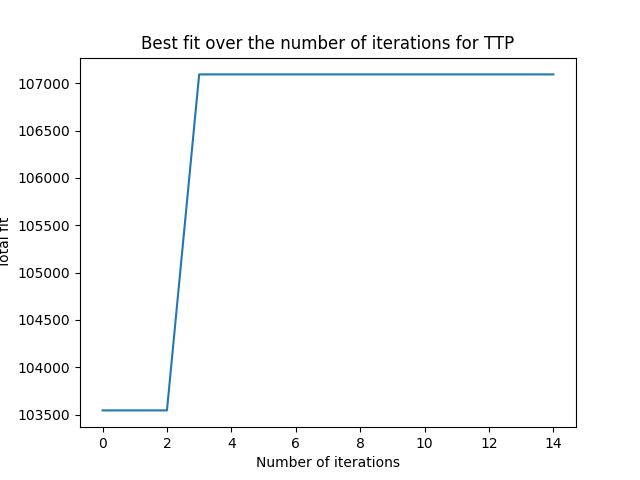 Best fit over the number of iterations for TTP
107000
106500
106000
105500
105000
104500
104000
103500
Total fit
0 2 4 6 8 10 12 14
Number of iterations